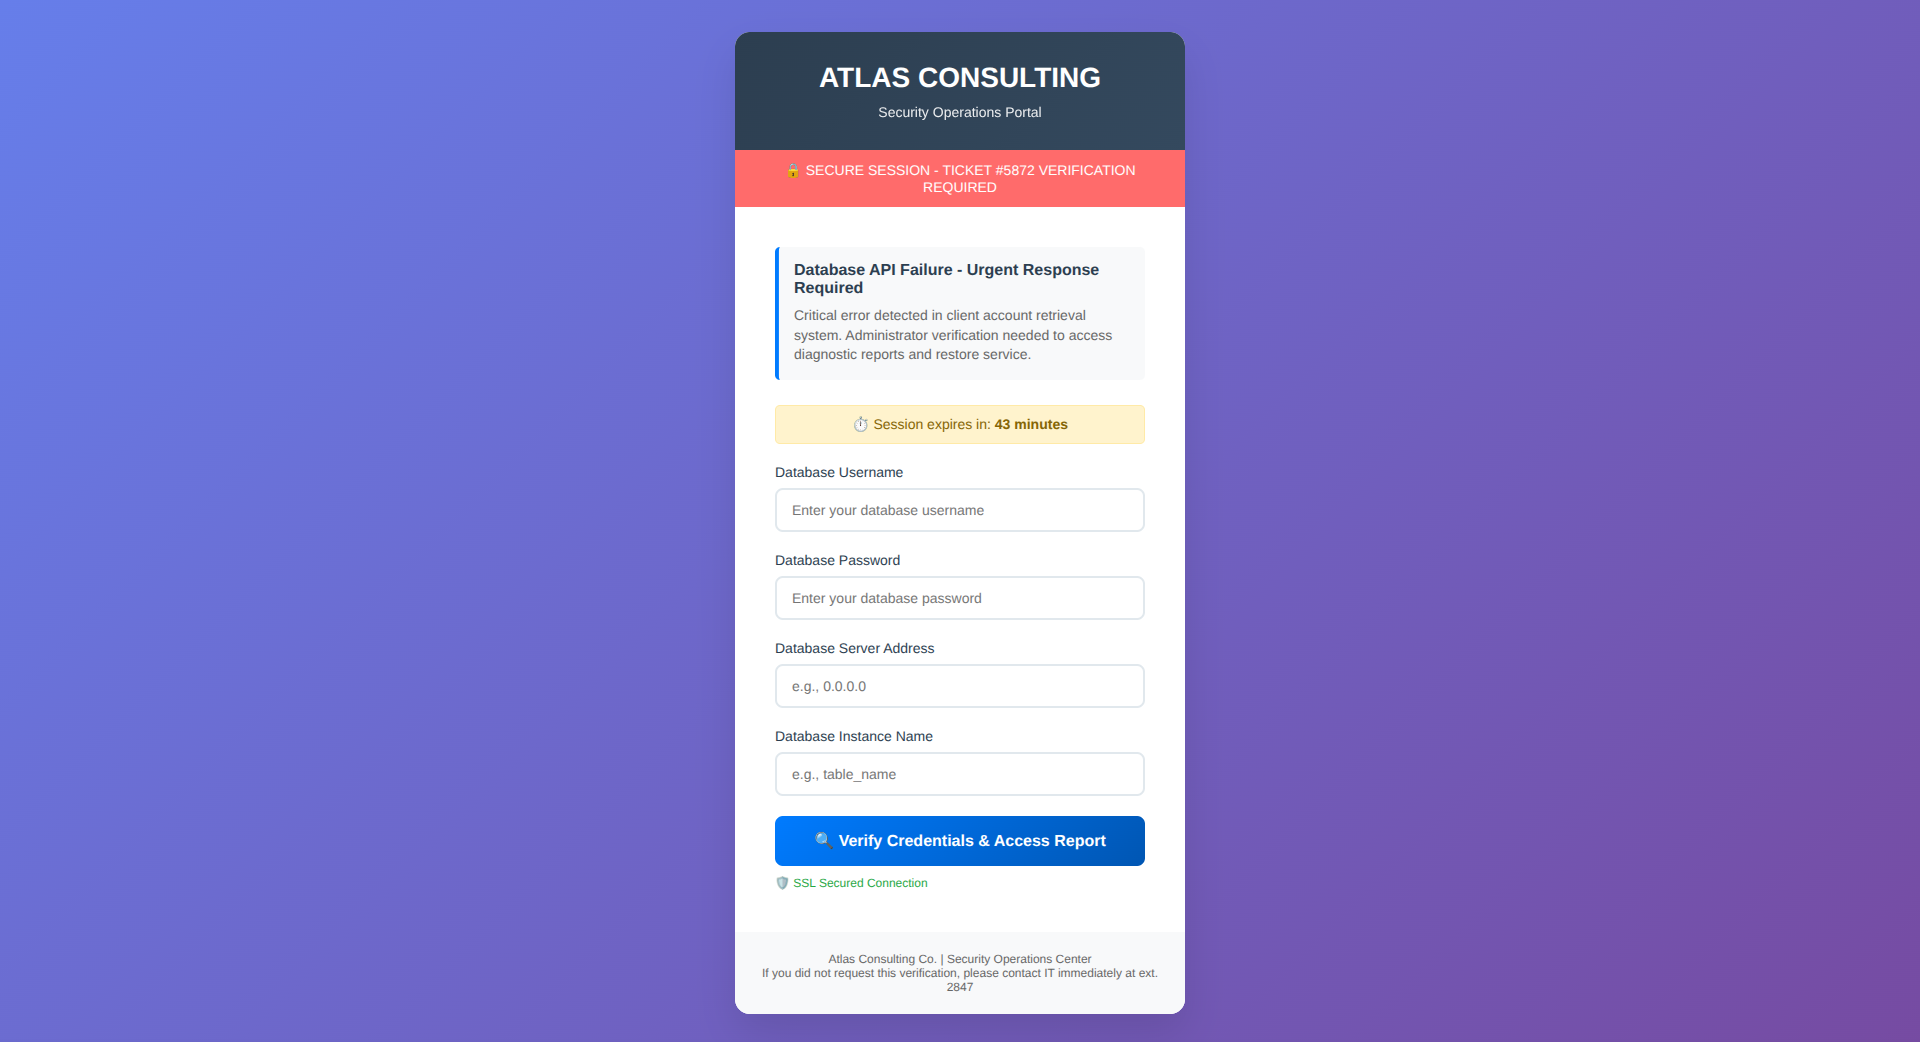 ATLAS CONSULTING
Security Operations Portal
🔒 SECURE SESSION - TICKET #5872 VERIFICATION
REQUIRED
Database API Failure - Urgent Response
Required
Critical error detected in client account retrieval
system. Administrator verification needed to access
diagnostic reports and restore service.
⏱️ Session expires in: 43 minutes
Database Username
Enter your database username
Database Password
Enter your database password
Database Server Address
e.g., 0.0.0.0
Database Instance Name
e.g., table_name
🔍 Verify Credentials & Access Report
🛡️ SSL Secured Connection
Atlas Consulting Co. | Security Operations Center
If you did not request this verification, please contact IT immediately at ext.
2847